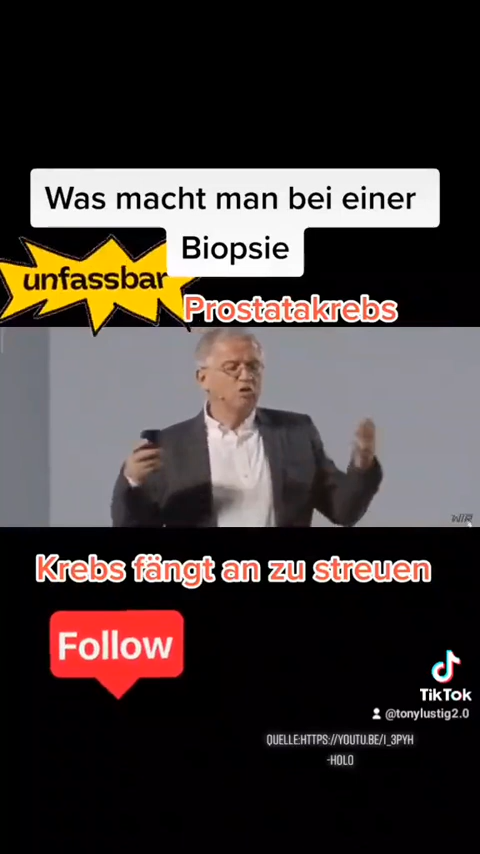 Was macht man bei einer
Biopsie
unfassbar
Prostatakrebs
WIR
Krebs fängt an zu streuen
Follow
TikTok
@tonylustig2.0
QUELLE:HTTPS://YOUTU.BE/I_3PYH
-HOLO